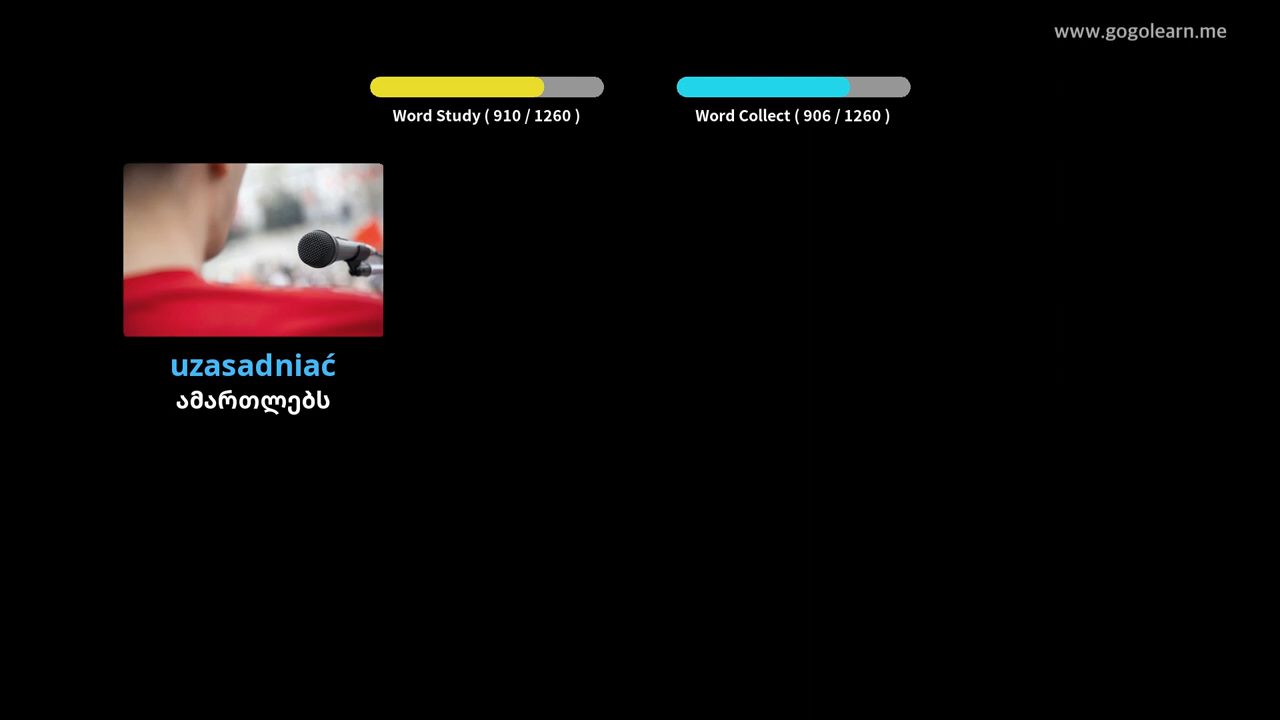 www.gogolearn.me
Word Study ( 910 / 1260 )
Word Collect ( 906 / 1260 )
uzasadniać
ამართლებს